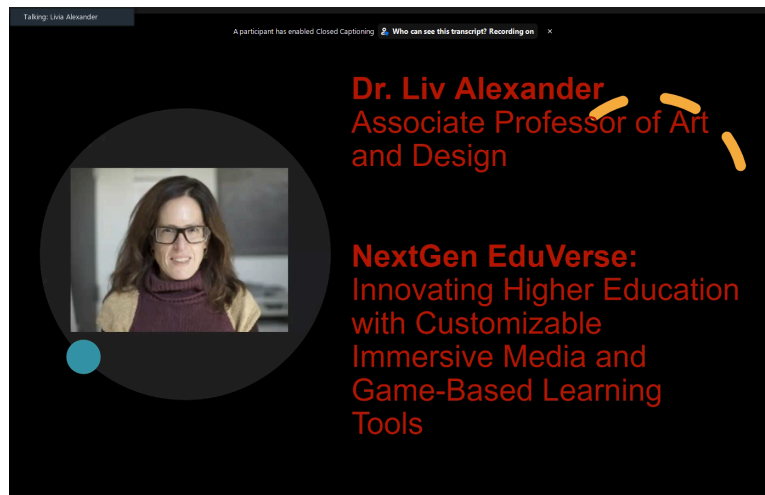 Talking: Livia Alexander
A participant has enabled Closed Captioning Who can see this transcript? Recording on ×
Dr. Liv Alexander
Associate Professor of Art
and Design
NextGen EduVerse:
Innovating Higher Education
with Customizable
Immersive Media and
Game-Based Learning
Tools